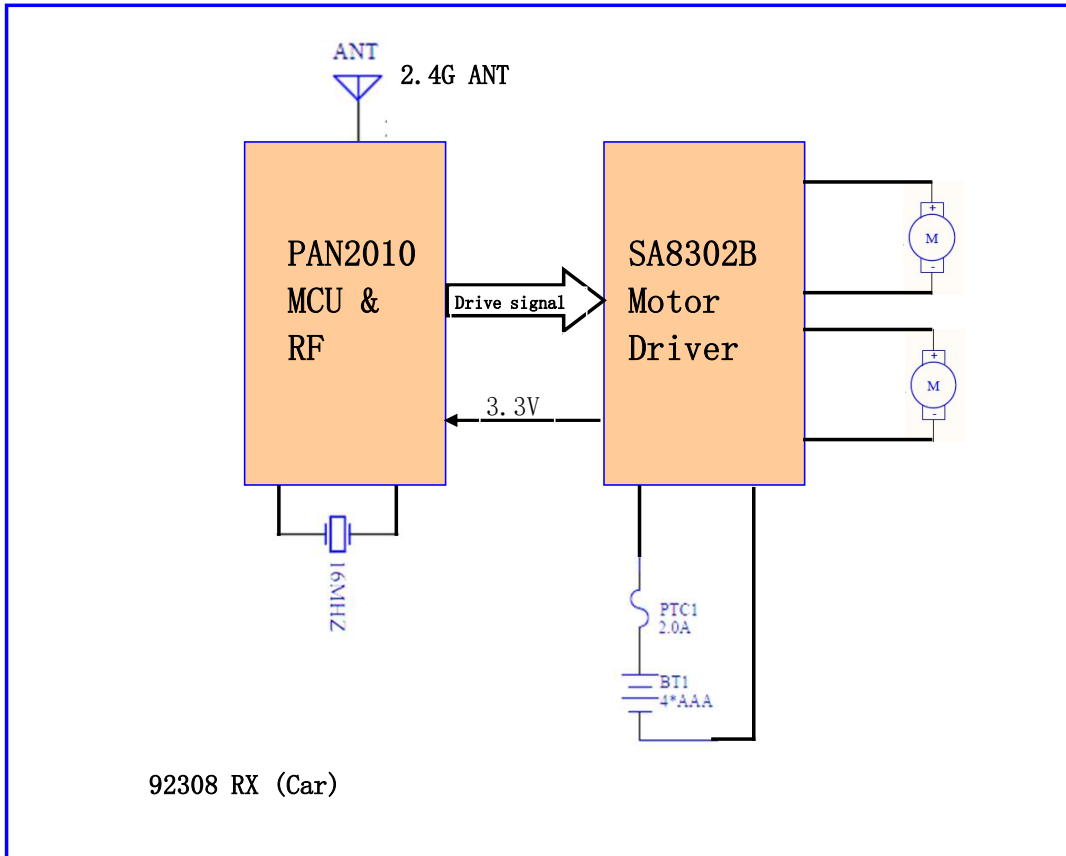 ANT
2.4G ANT
PAN2010
MCU &
RF
Drive signal
SA8302B
Motor
Driver
+
M
-
+
M
-
3.3V
16MHZ
PTC1
2.0A
BT1
4*AAA
92308 RX (Car)